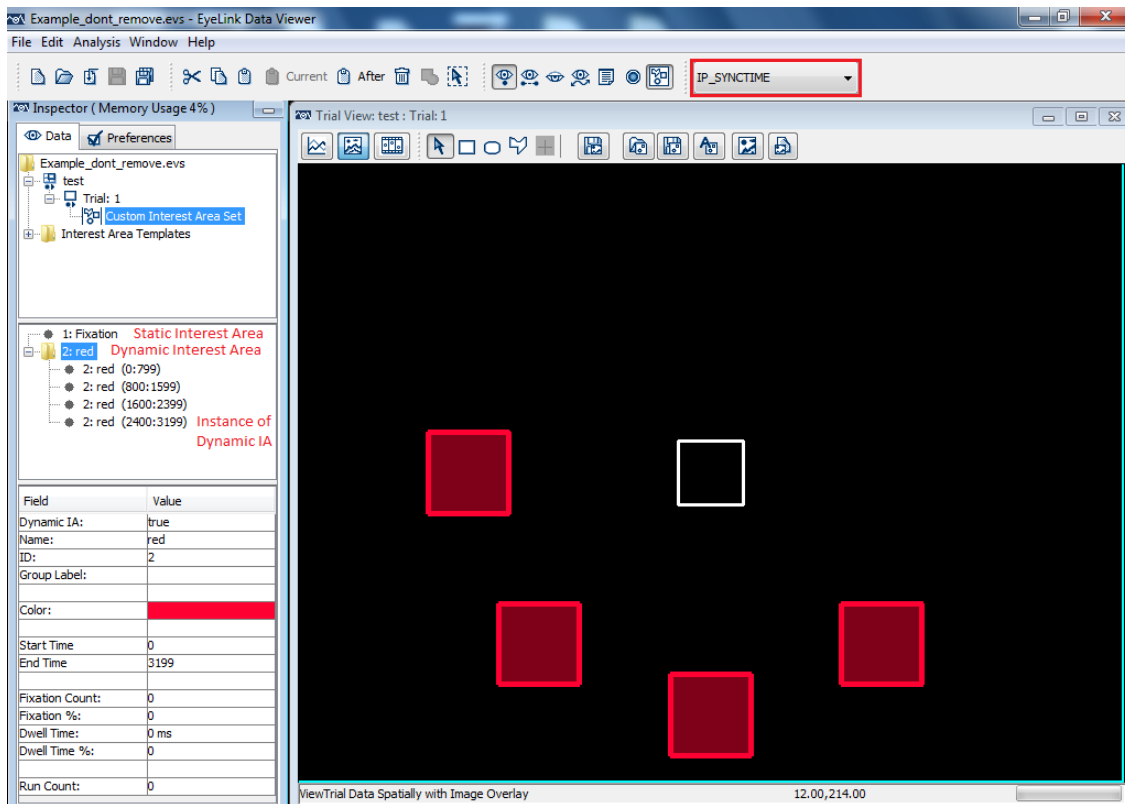 Example_dont_remove.evs - EyeLink Data Viewer
File Edit Analysis Window Help
Current After IP_SYNCTIME
Inspector ( Memory Usage 4% )
Data Preferences
Example_dont_remove.evs
test
Trial: 1
Custom Interest Area Set
Interest Area Templates
1: Fixation Static Interest Area
2: red Dynamic Interest Area
2: red (0:799)
2: red (800:1599)
2: red (1600:2399)
2: red (2400:3199) Instance of
Dynamic IA
Field Value
Dynamic IA: true
Name: red
ID: 2
Group Label:
Color:
Start Time 0
End Time 3199
Fixation Count: 0
Fixation %: 0
Dwell Time: 0 ms
Dwell Time %: 0
Run Count: 0
Trial View: test : Trial: 1
ViewTrial Data Spatially with Image Overlay 12.00,214.00